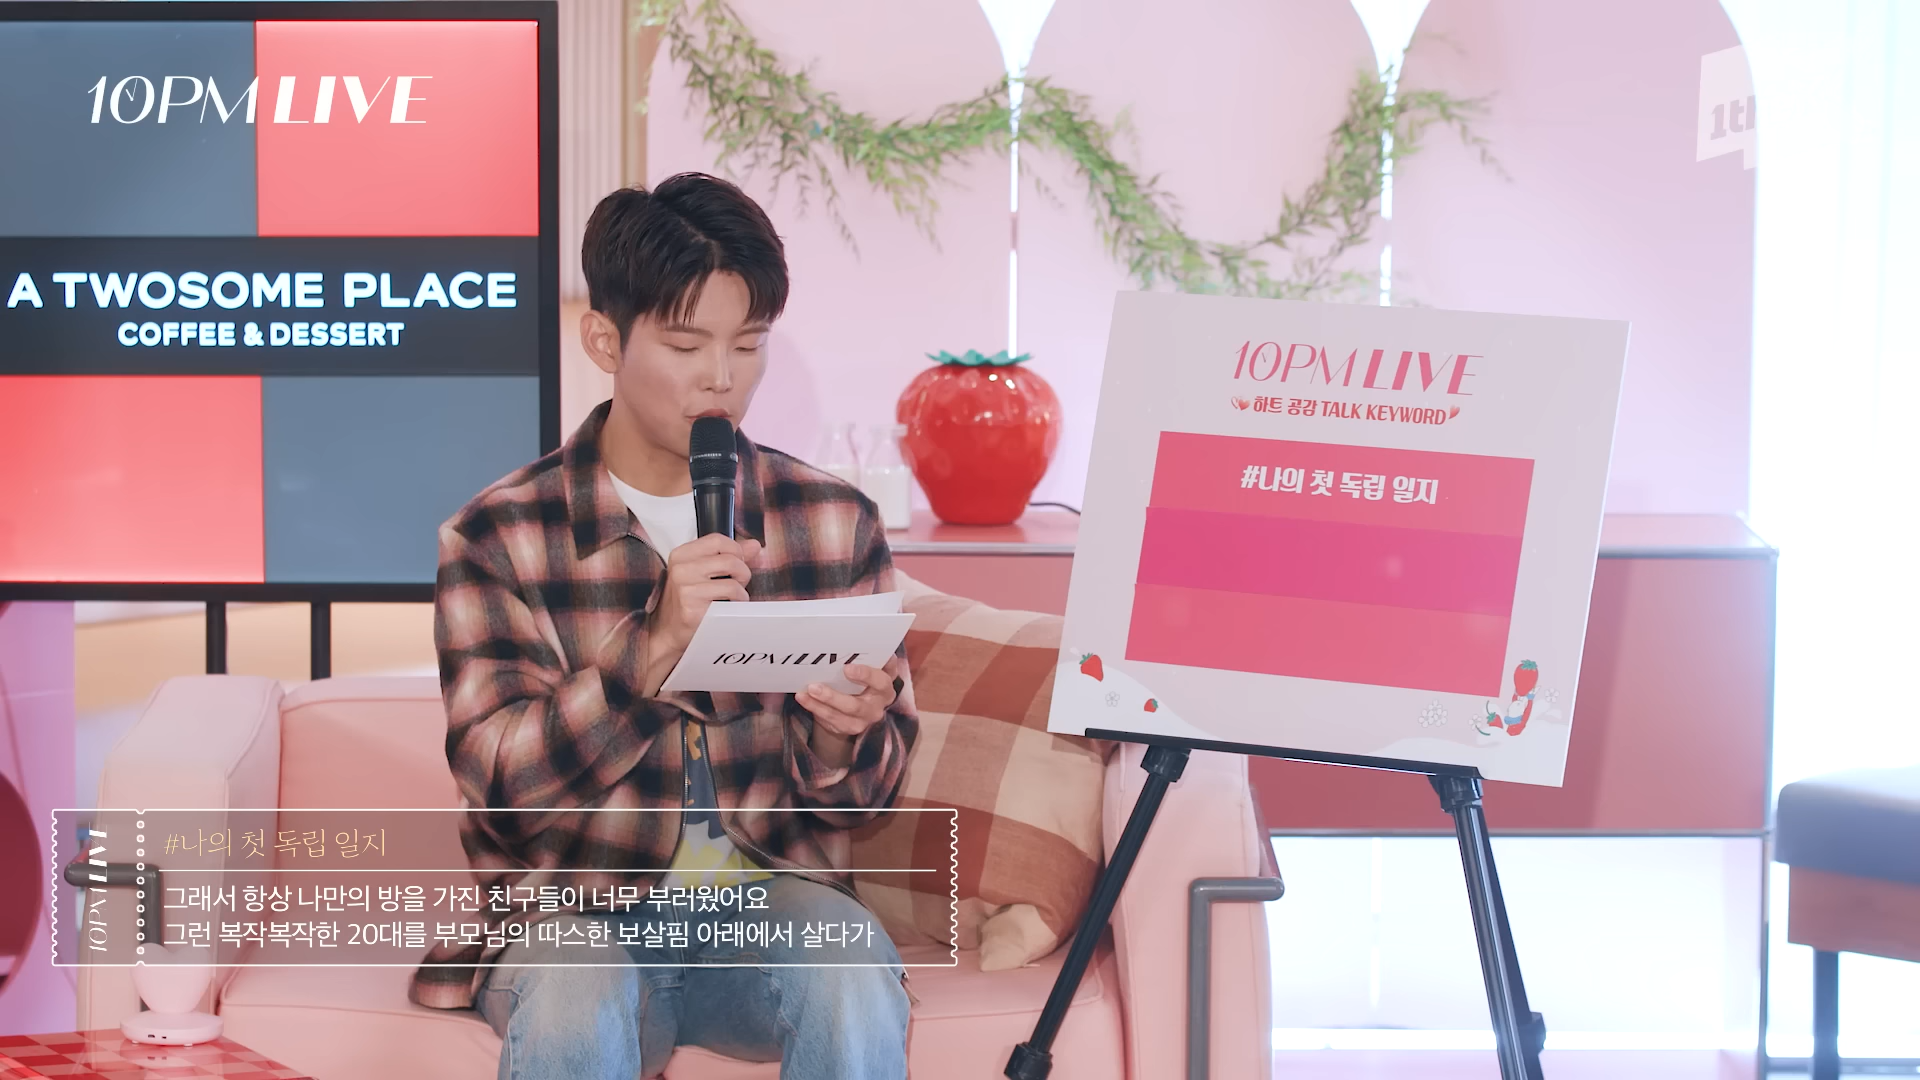 10PM LIVE
A TWOSOME PLACE
COFFEE & DESSERT
10PM LIVE
하트 공감 TALK KEYWORD
#나의 첫 독립 일지
10PM LIVE
10PM LIVE
#나의 첫 독립 일지
그래서 항상 나만의 방을 가진 친구들이 너무 부러웠어요
그런 복작복작한 20대를 부모님의 따스한 보살핌 아래에서 살다가